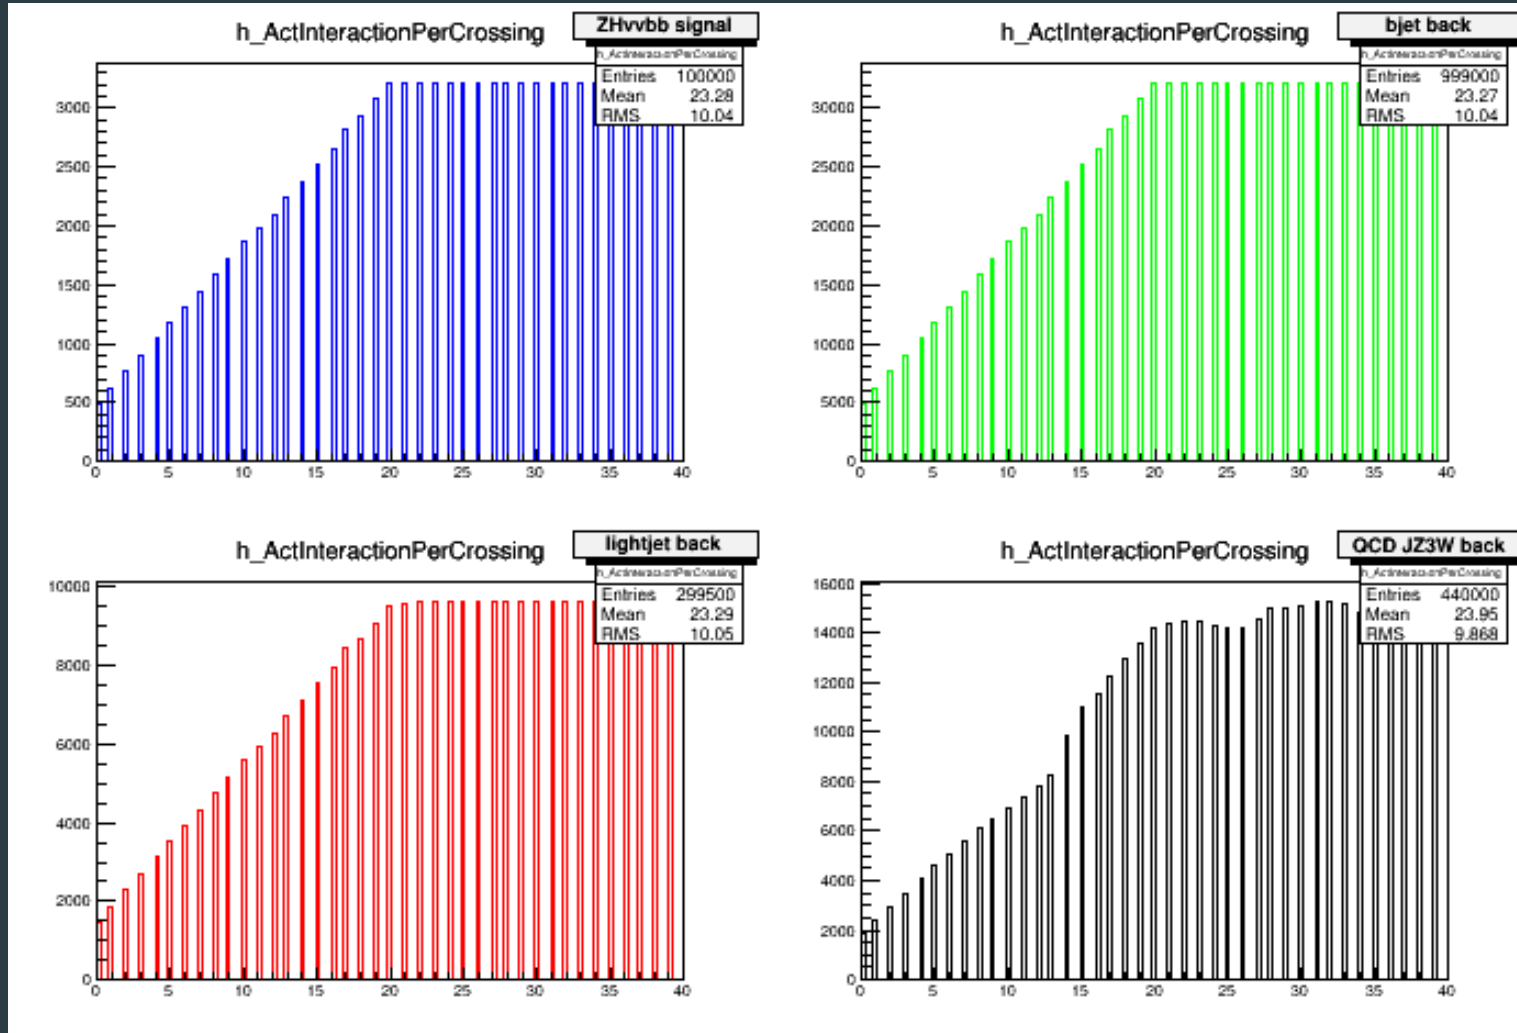 h_ActInteractionPerCrossing
ZHvvbb signal
h_ActInteractionPerCrossing
Entries 100000
Mean 23.28
RMS 10.04
3000
2500
2000
1500
1000
500
0
0 5 10 15 20 25 30 35 40
h_ActInteractionPerCrossing
bjet back
h_ActInteractionPerCrossing
Entries 999000
Mean 23.27
RMS 10.04
30000
25000
20000
15000
10000
5000
0
0 5 10 15 20 25 30 35 40
h_ActInteractionPerCrossing
lightjet back
h_ActInteractionPerCrossing
Entries 299500
Mean 23.29
RMS 10.05
10000
8000
6000
4000
2000
0
0 5 10 15 20 25 30 35 40
h_ActInteractionPerCrossing
QCD JZ3W back
h_ActInteractionPerCrossing
Entries 440000
Mean 23.95
RMS 9.868
16000
14000
12000
10000
8000
6000
4000
2000
0
0 5 10 15 20 25 30 35 40